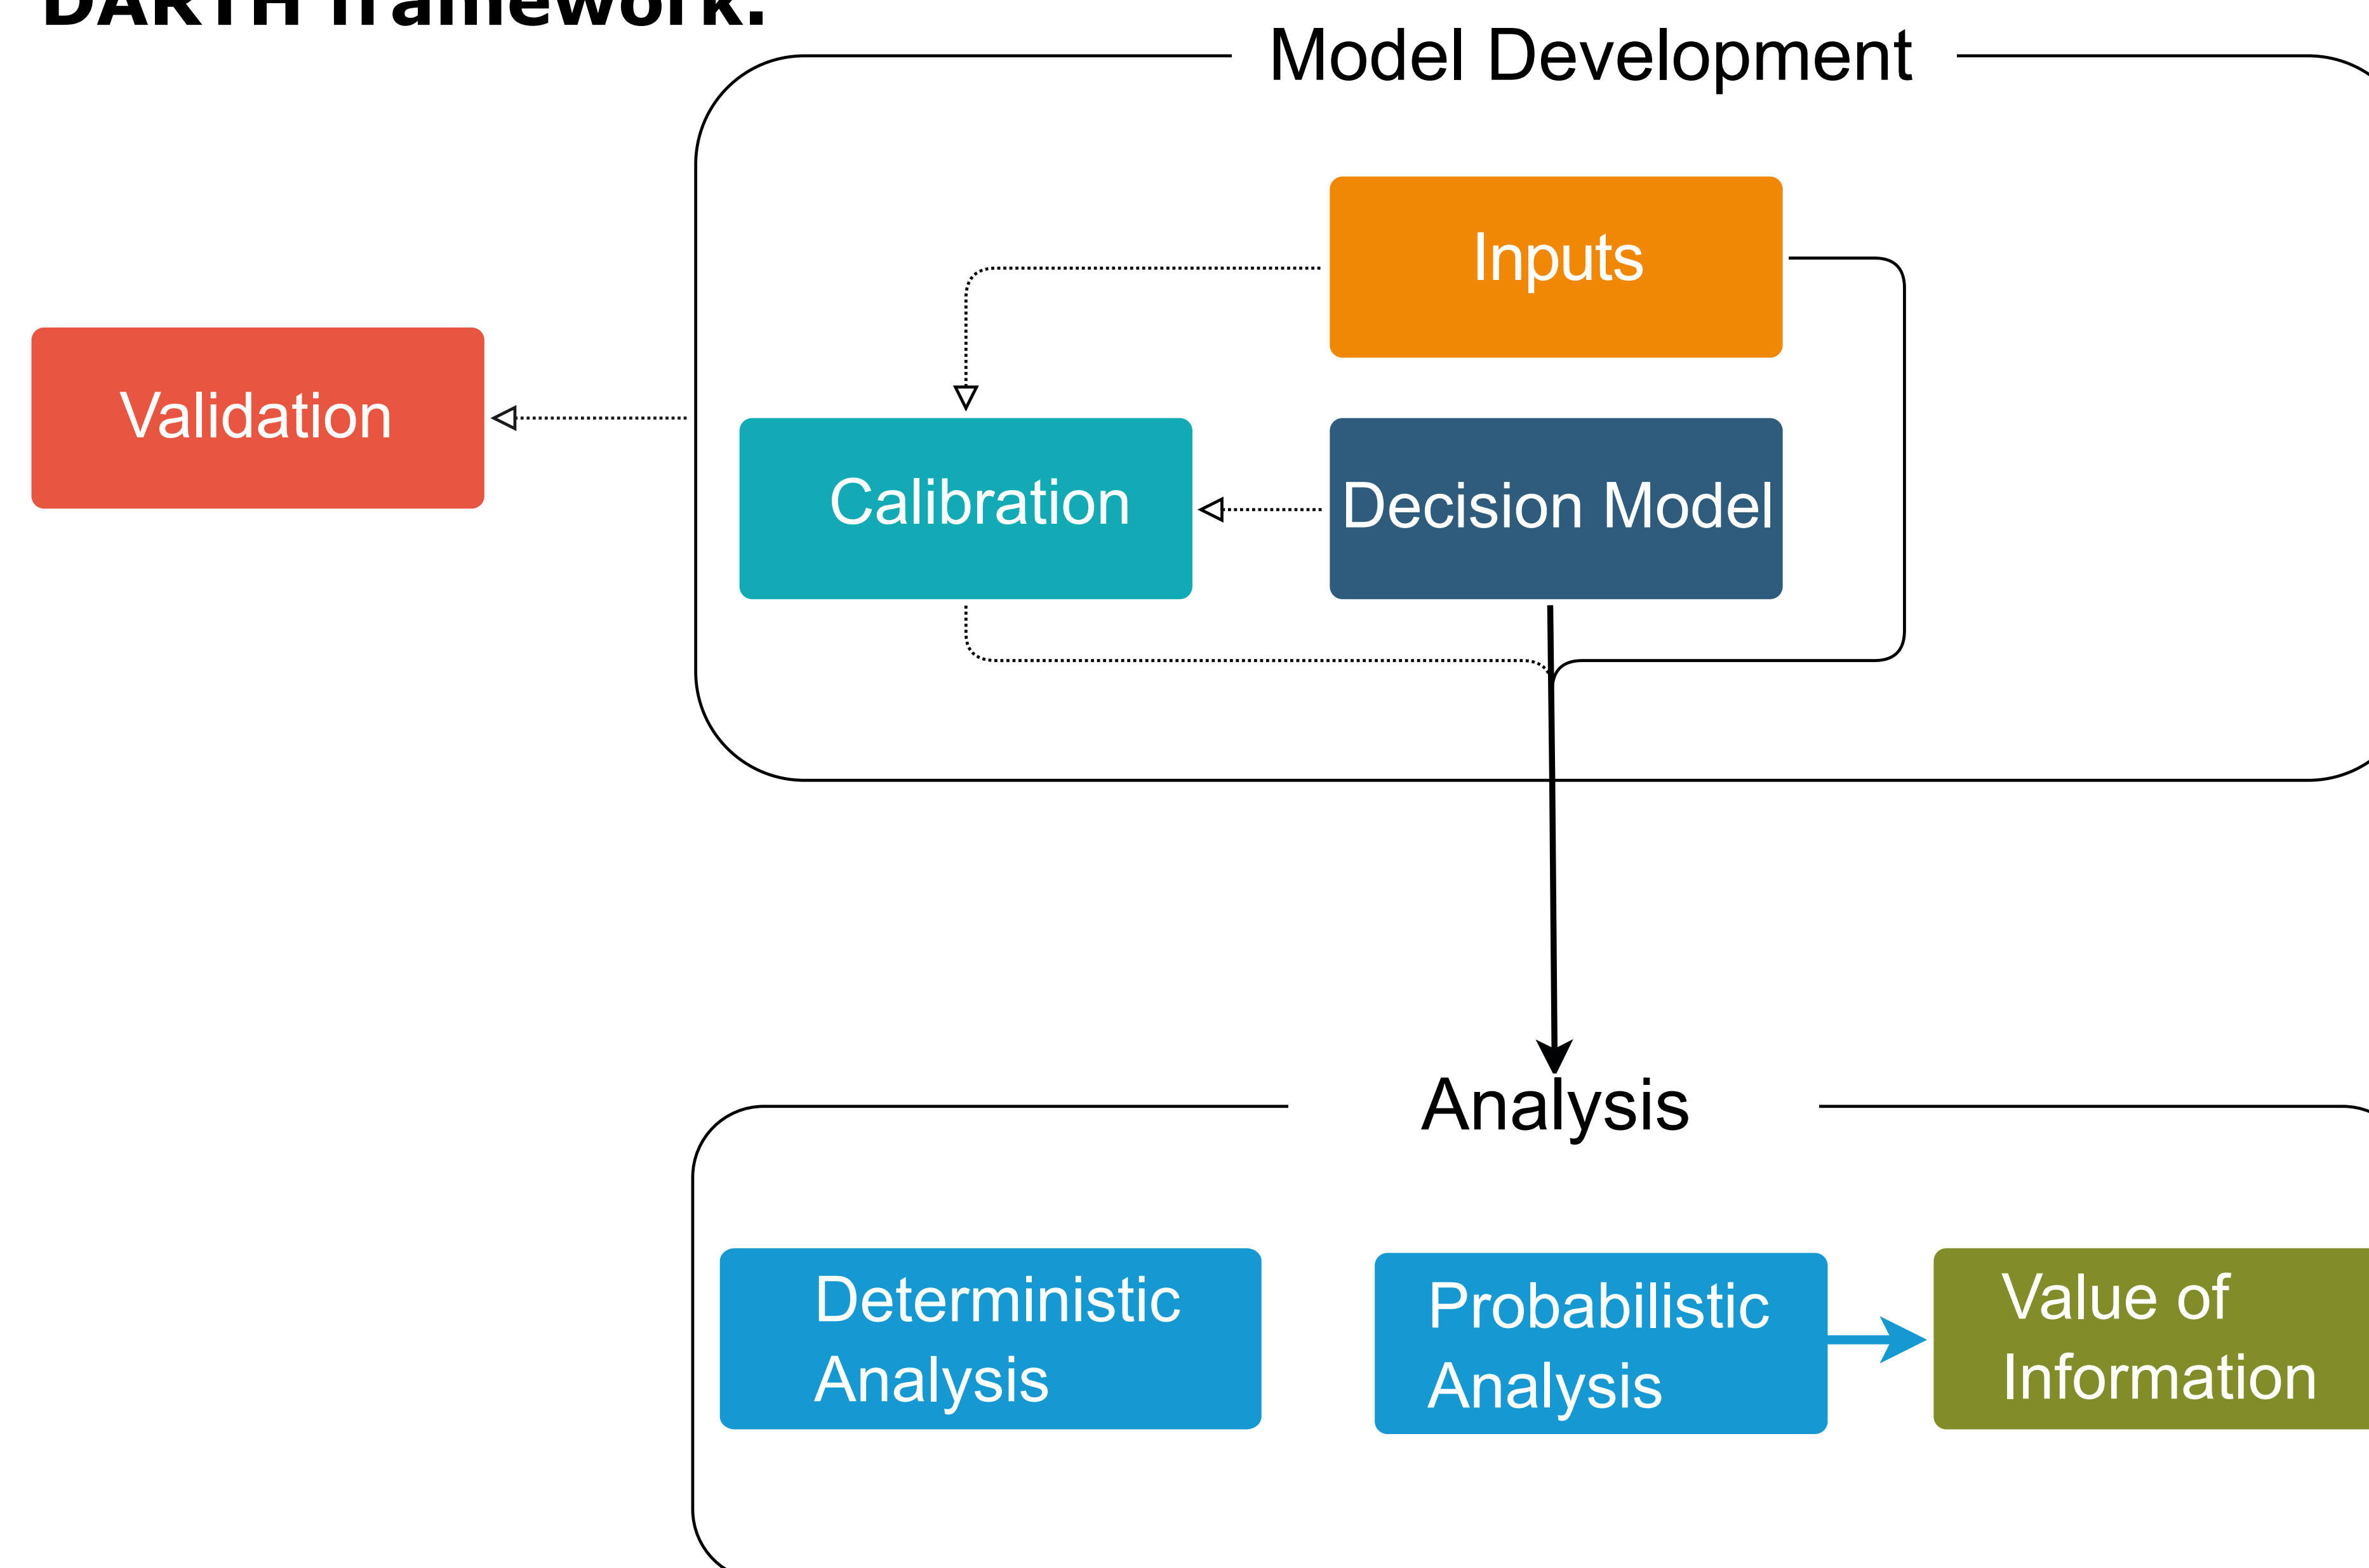 DARTH framework.
Model Development
Inputs
Validation
Calibration
Decision Model
Analysis
Deterministic
Analysis
Probabilistic
Analysis
Value of
Information